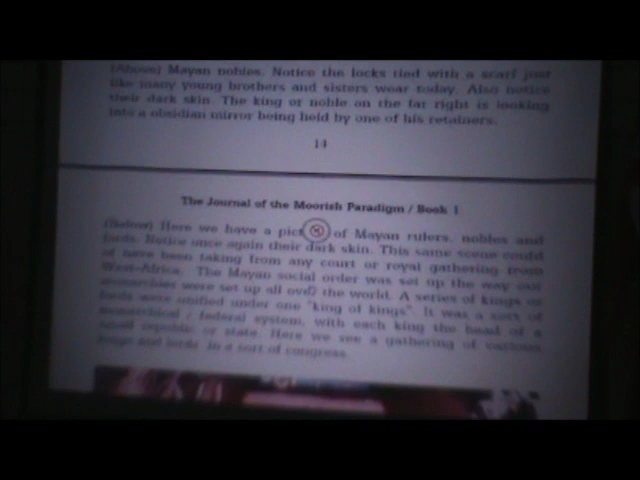 (Above) Mayan nobles. Notice the locks tied with a scarf just
like many young brothers and sisters wear today. Also notice
their dark skin. The king or noble on the far right is looking
into a obsidian mirror being held by one of his retainers.
14
The Journal of the Moorish Paradigm / Book 1
(Below) Here we have a pic of Mayan rulers, nobles and
lords. Notice once again their dark skin. This same scene could
of have been taking from any court or royal gathering from
West-Africa. The Mayan social order was set up the way our
monarchies were set up all over the world. A series of kings or
lords were unified under one "king of kings". It was a sort of
monarchical / federal system, with each king the head of a
small republic or state. Here we see a gathering of various
kings and lords in a sort of congress.